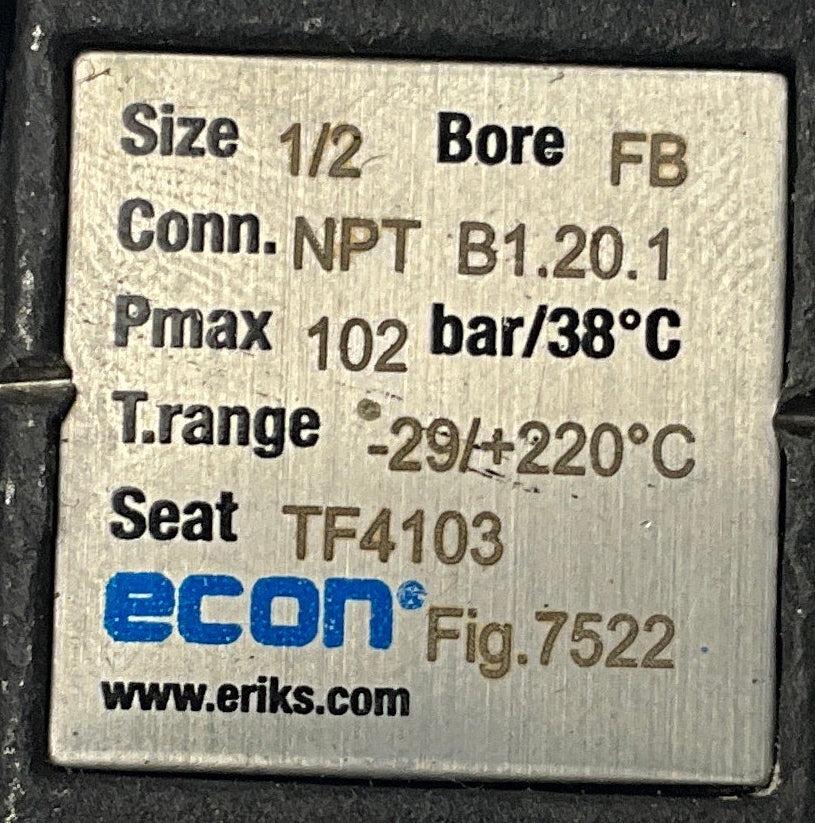 Size 1/2 Bore FB
Conn. NPT B1.20.1
Pmax 102 bar/38°C
T.range -29/+220°C
Seat TF4103
econ® Fig.7522
www.eriks.com